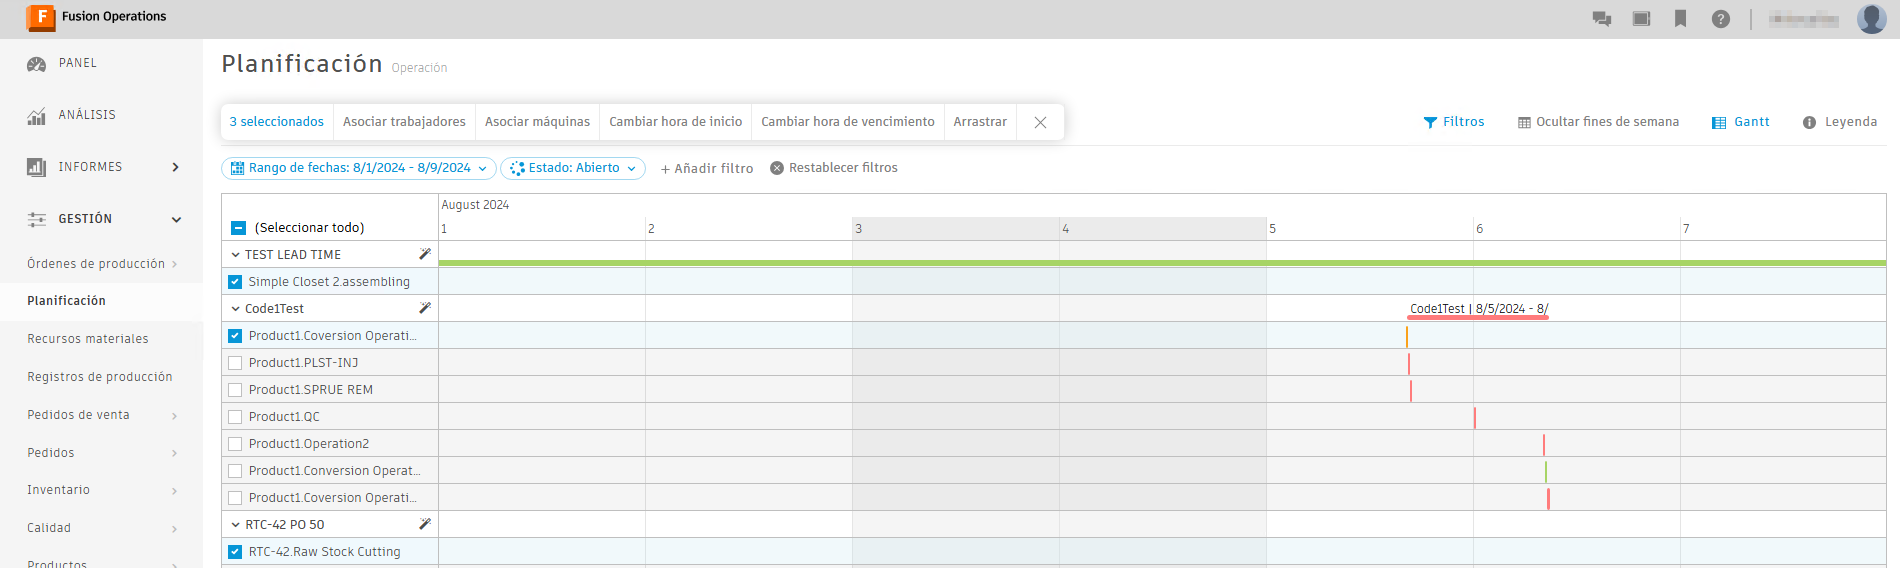 F Fusion Operations
PANEL
ANÁLISIS
INFORMES
GESTIÓN
Órdenes de producción
Planificación
Recursos materiales
Registros de producción
Pedidos de venta
Pedidos
Inventario
Calidad
Productos
Planificación Operación
3 seleccionados Asociar trabajadores Asociar máquinas Cambiar hora de inicio Cambiar hora de vencimiento Arrastrar
Filtros Ocultar fines de semana Gantt Leyenda
Rango de fechas: 8/1/2024 - 8/9/2024 Estado: Abierto + Añadir filtro Restablecer filtros
August 2024
(Seleccionar todo) 1 2 3 4 5 6 7
TEST LEAD TIME
Simple Closet 2.assembling
Code1Test Code1Test | 8/5/2024 - 8/
Product1.Coversion Operati...
Product1.PLST-INJ
Product1.SPRUE REM
Product1.QC
Product1.Operation2
Product1.Conversion Operat...
Product1.Coversion Operati...
RTC-42 PO 50
RTC-42.Raw Stock Cutting